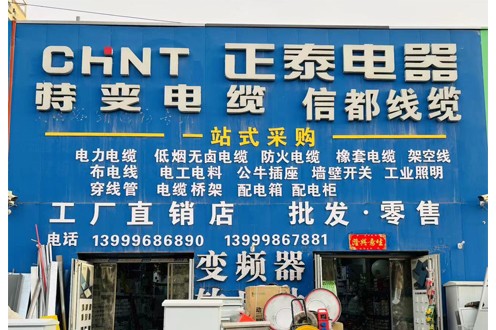 CHNT 正泰电器
特变电缆 信都线缆
一站式采购
电力电缆 低烟无卤电缆 防火电缆 橡套电缆 架空线
布电线 电工电料 公牛插座 墙壁开关 工业照明
穿线管 电缆桥架 配电箱 配电柜
工厂直销店 批发·零售
电话 13999686890 13999867881
变频器